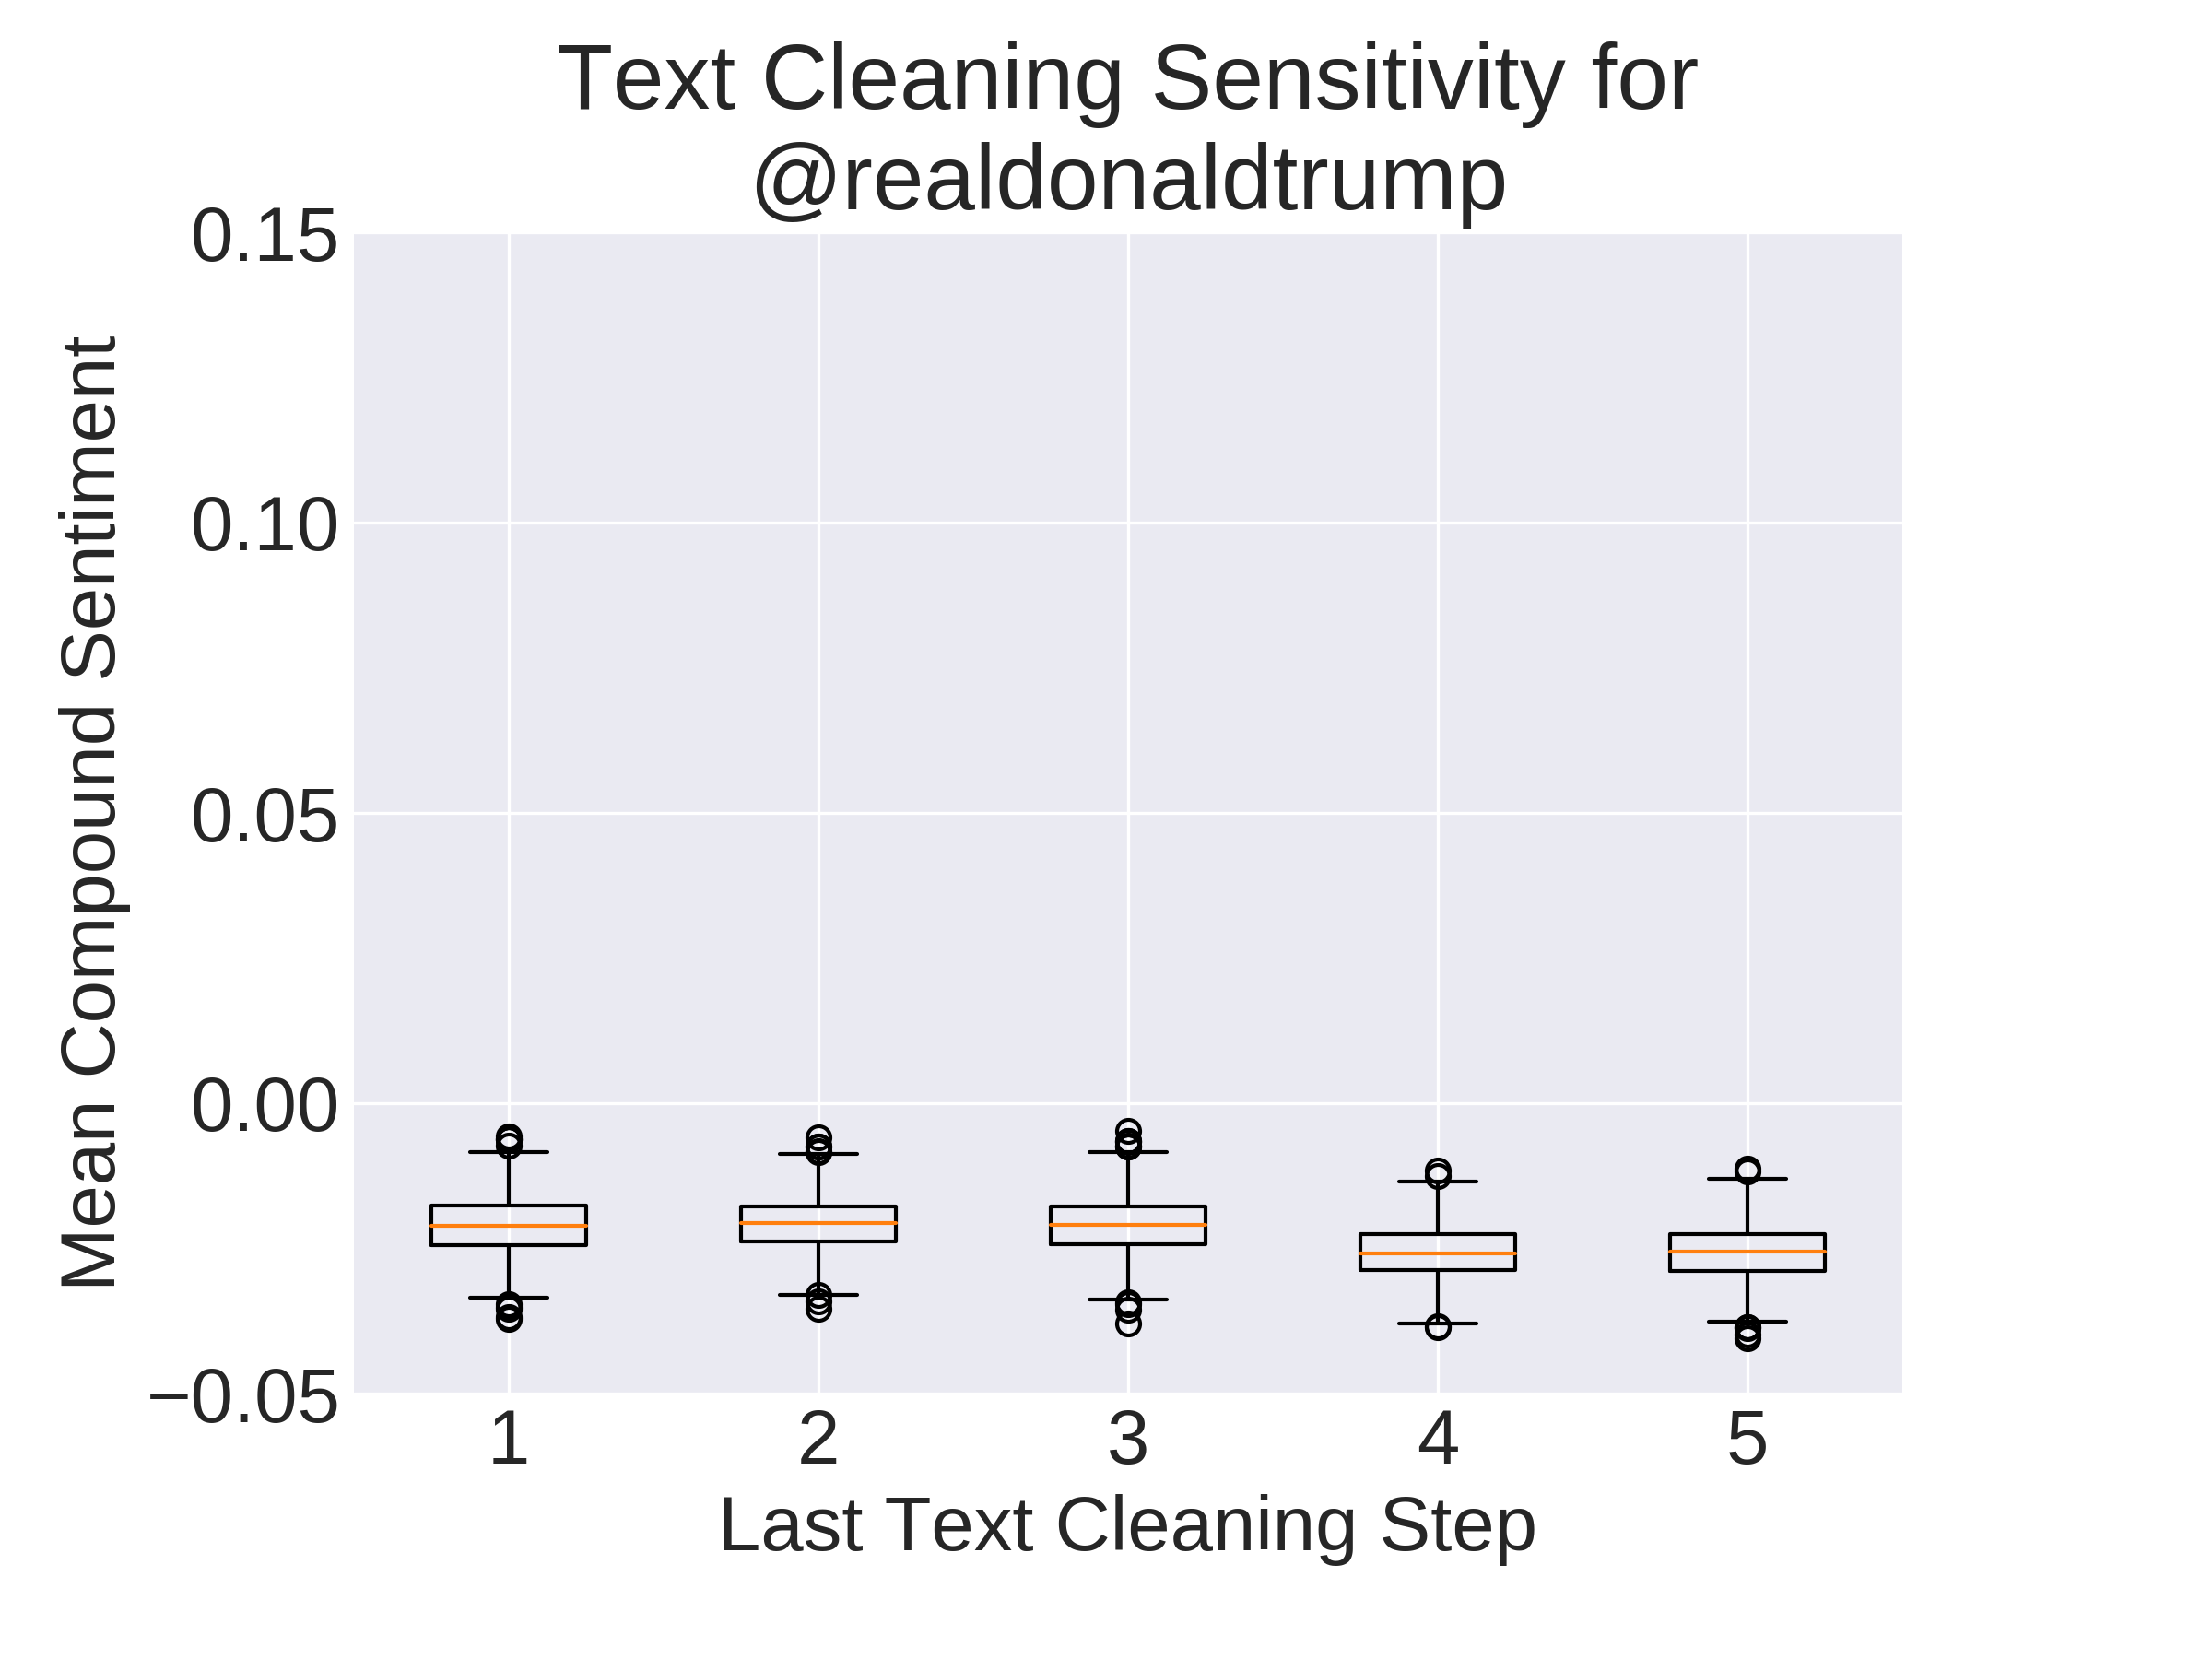 Text Cleaning Sensitivity for
@realdonaldtrump
Mean Compound Sentiment
0.15
0.10
0.05
0.00
−0.05
1 2 3 4 5
Last Text Cleaning Step